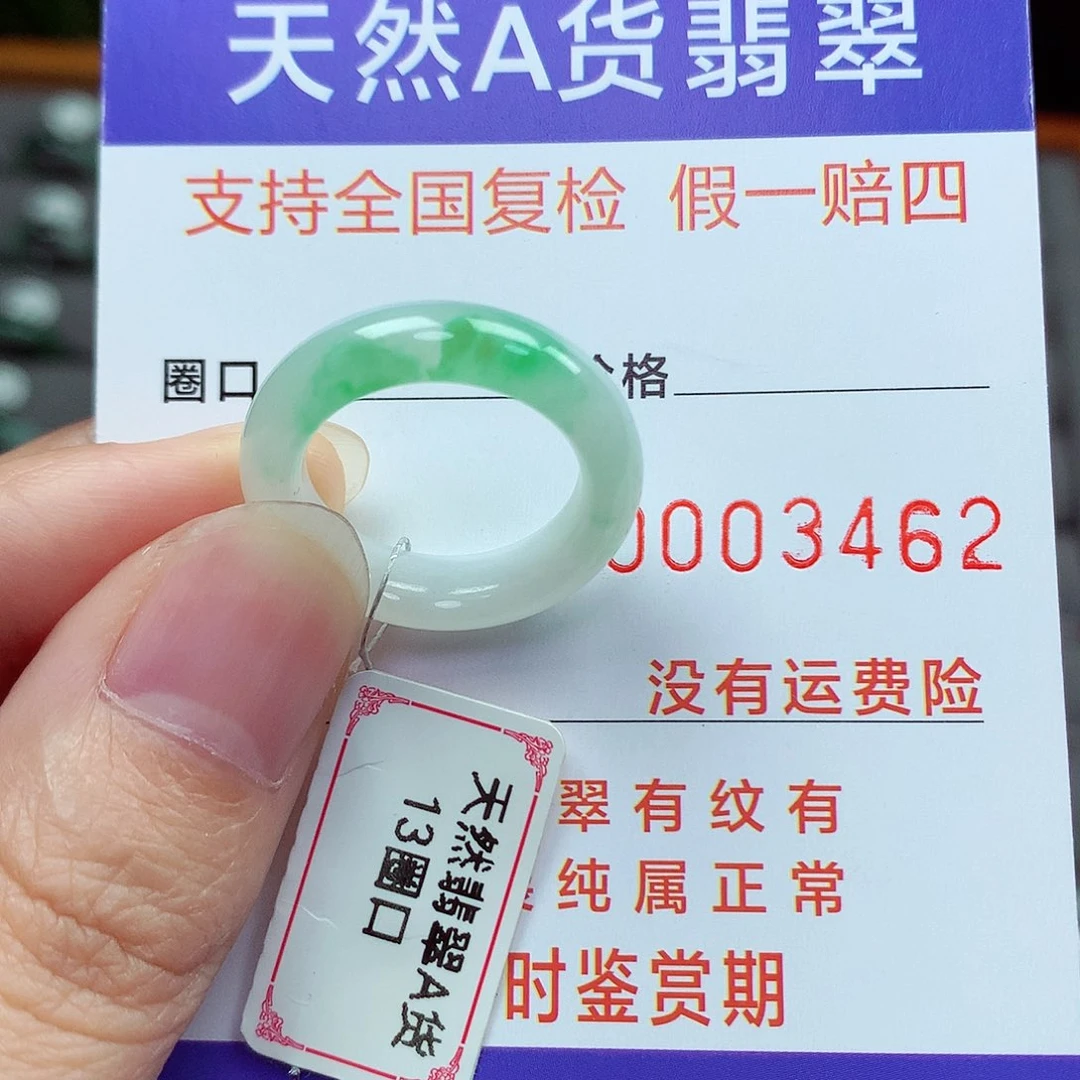 天然A货翡翠
支持全国复检 假一赔四
圈口 格
0003462
没有运费险
翠有纹有
纯属正常
时鉴赏期
天然翡翠A货
13圈口